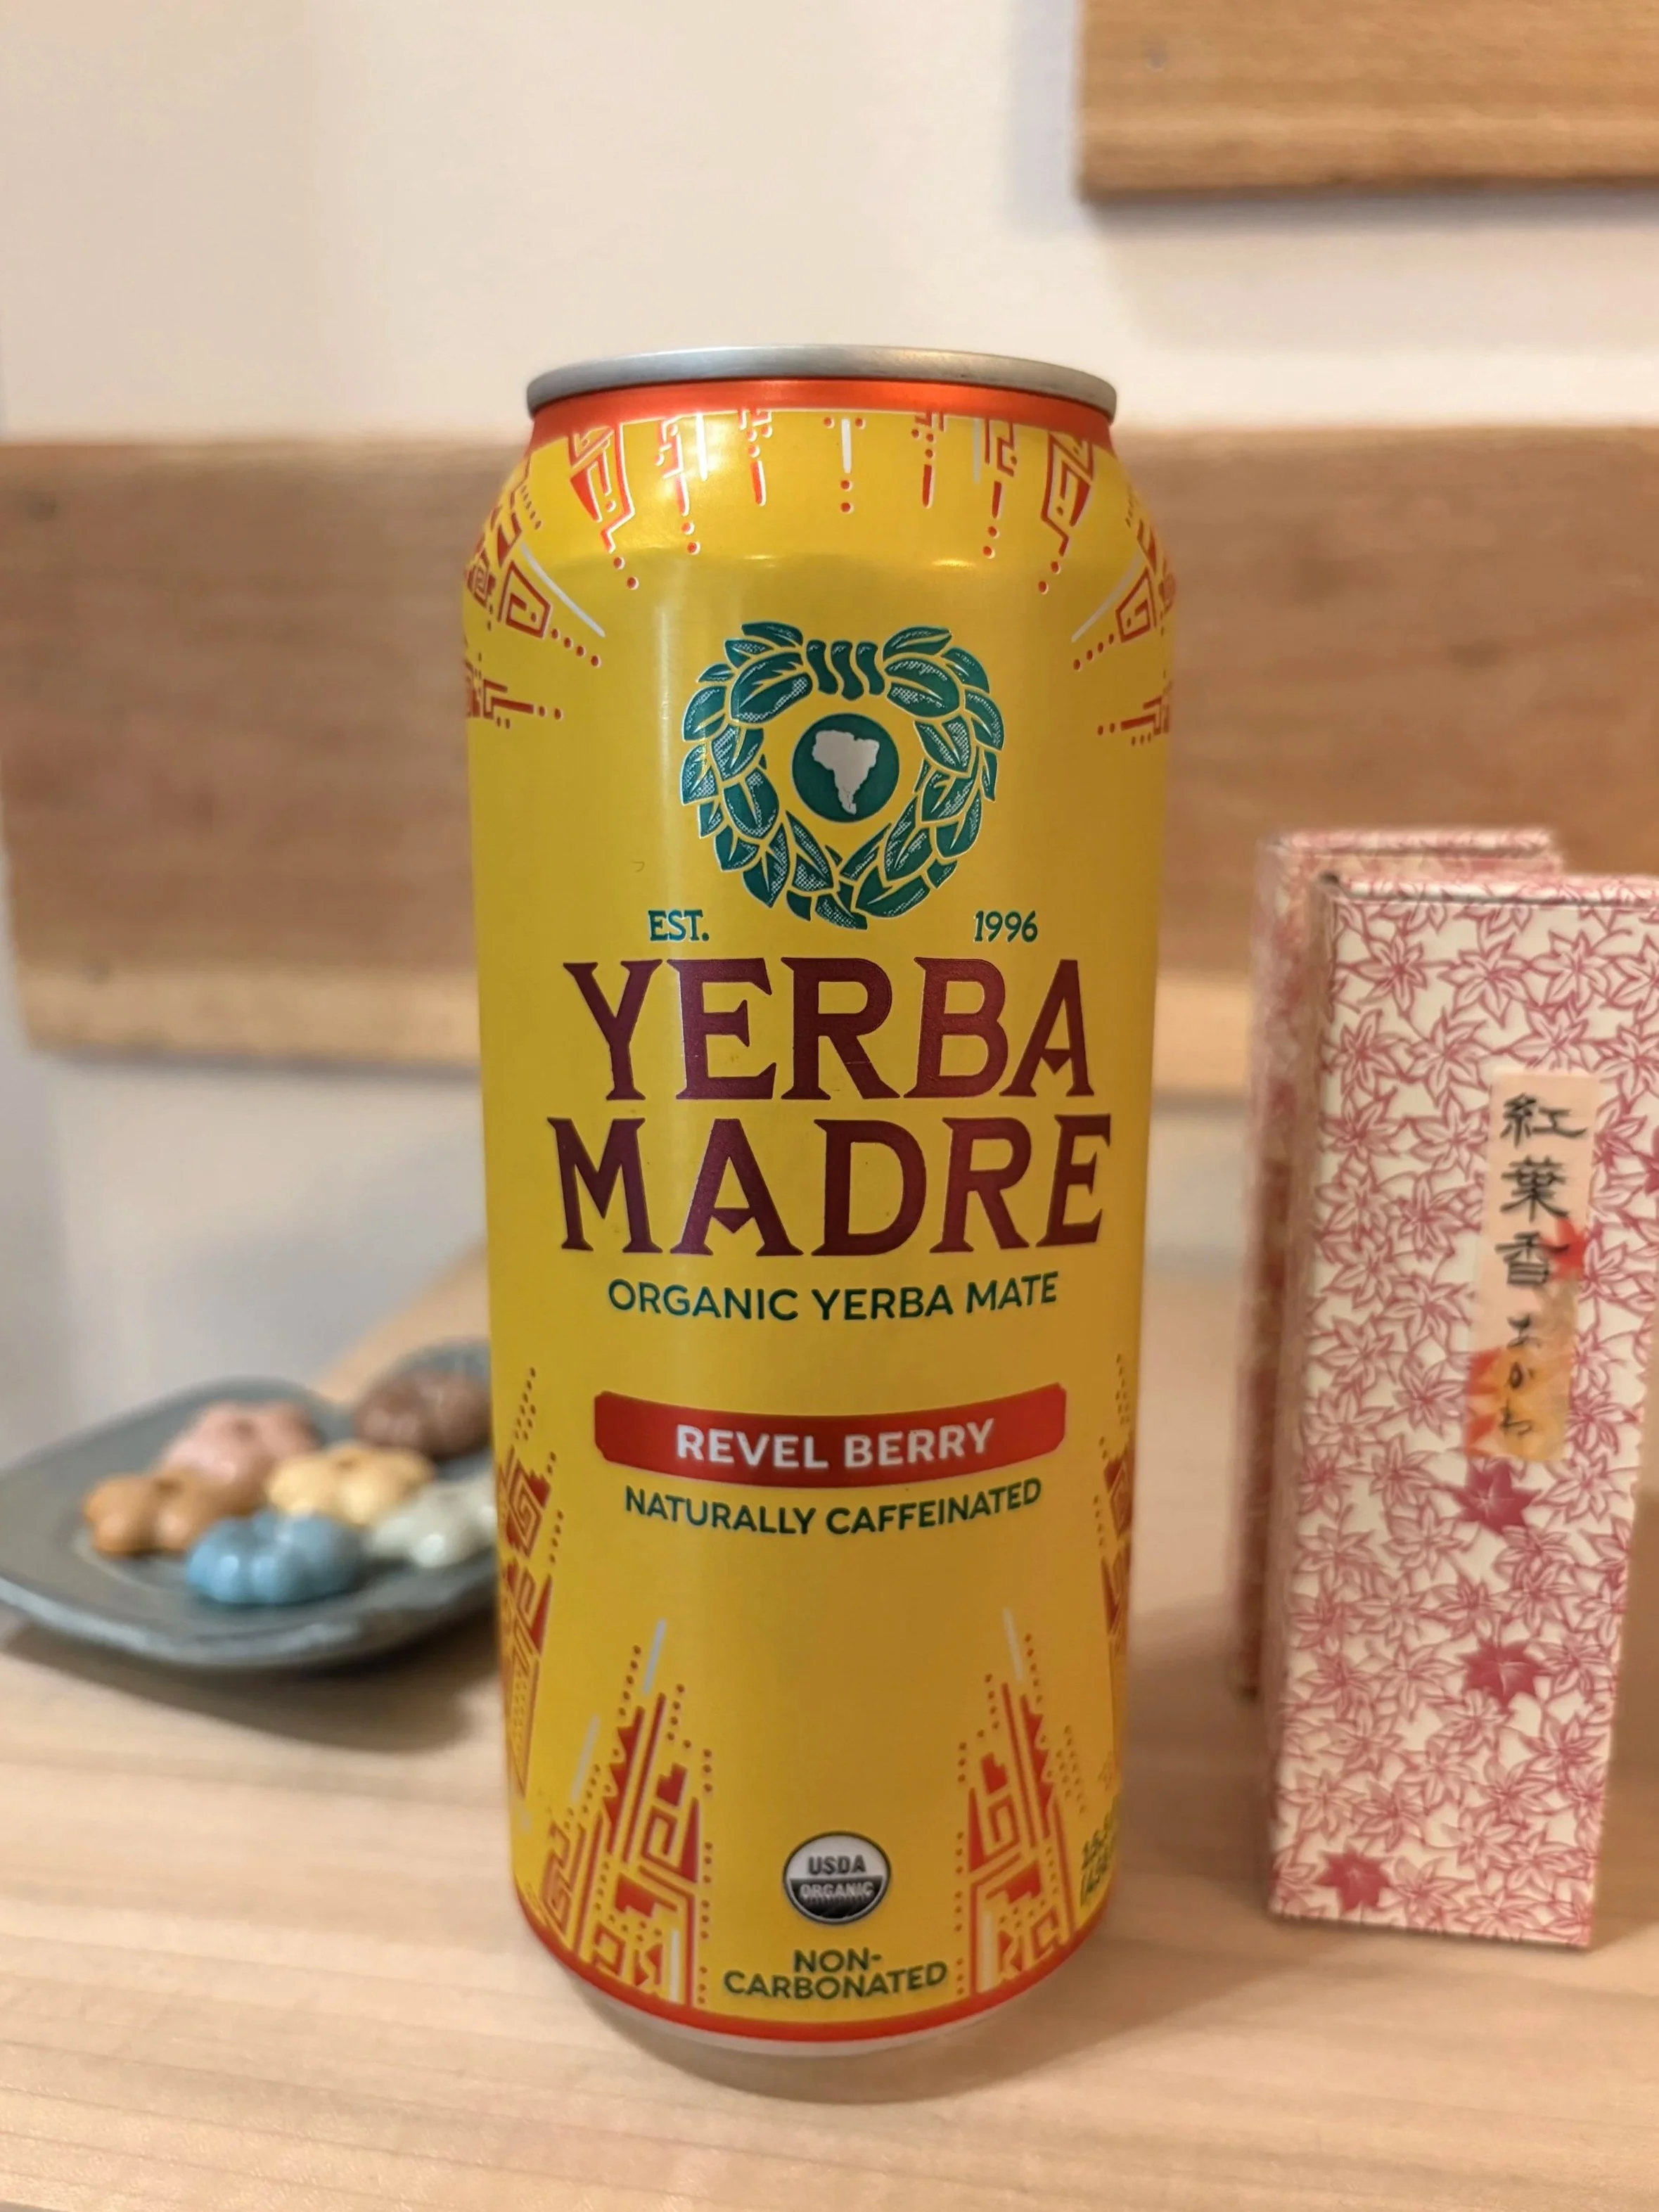 EST. 1996
YERBA
MADRE
ORGANIC YERBA MATE
REVEL BERRY
NATURALLY CAFFEINATED
USDA
ORGANIC
NON-
CARBONATED
紅葉香